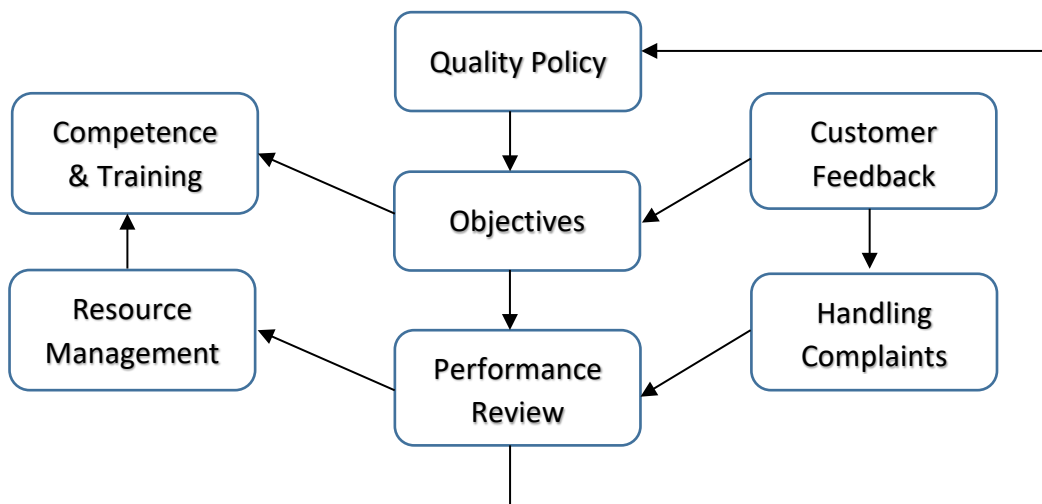 Quality Policy
Competence
& Training
Customer
Feedback
Objectives
Resource
Management
Handling
Complaints
Performance
Review